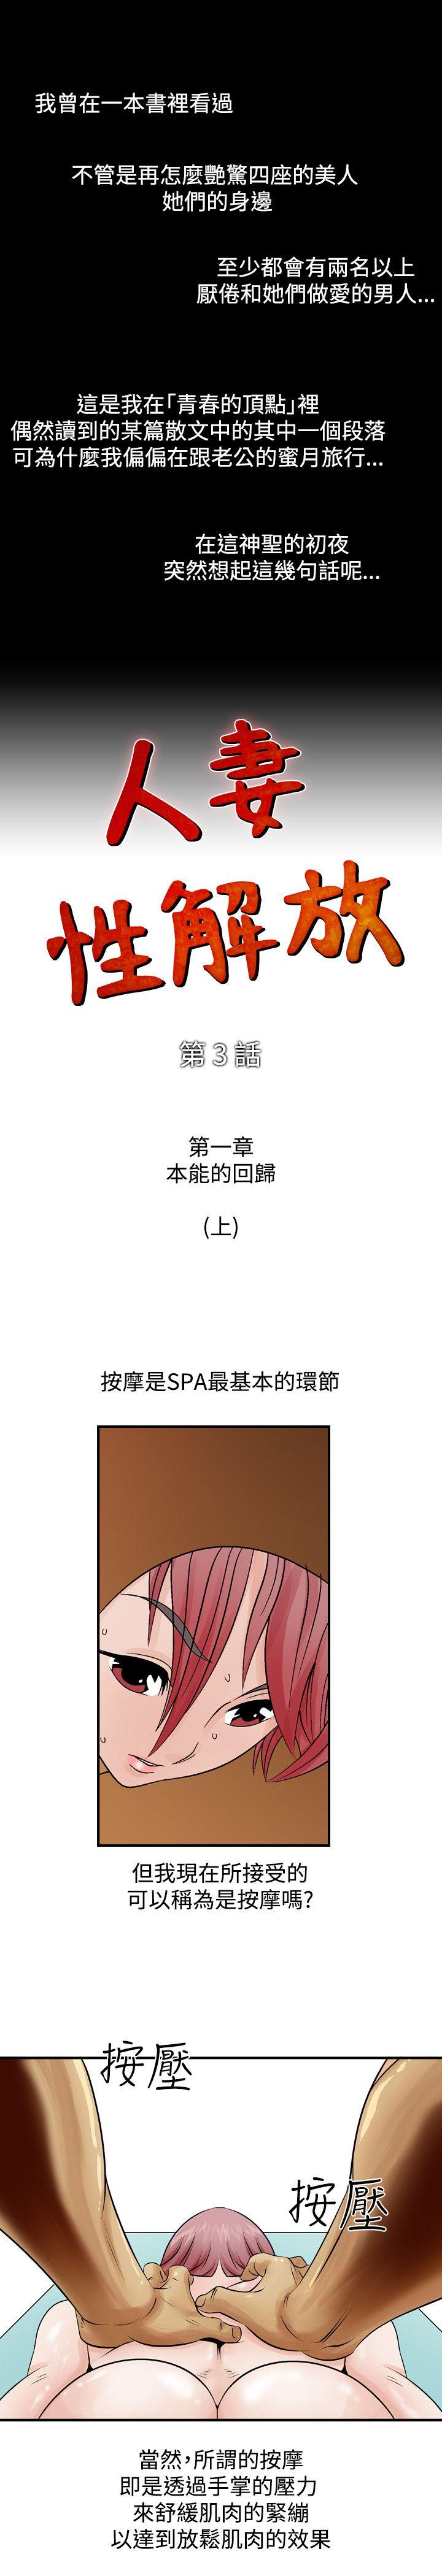 我曾在一本書裡看過
不管是再怎麼艷驚四座的美人
她們的身邊
至少都會有兩名以上
厭倦和她們做愛的男人...
這是我在「青春的頂點」裡
偶然讀到的某篇散文中的其中一個段落
可為什麼我偏偏在跟老公的蜜月旅行...
在這神聖的初夜
突然想起這幾句話呢...
人妻
性解放
第3話
第一章
本能的回歸
(上)
按摩是SPA最基本的環節
但我現在所接受的
可以稱為是按摩嗎?
按壓
按壓
當然,所謂的按摩
即是透過手掌的壓力
來舒緩肌肉的緊繃
以達到放鬆肌肉的效果